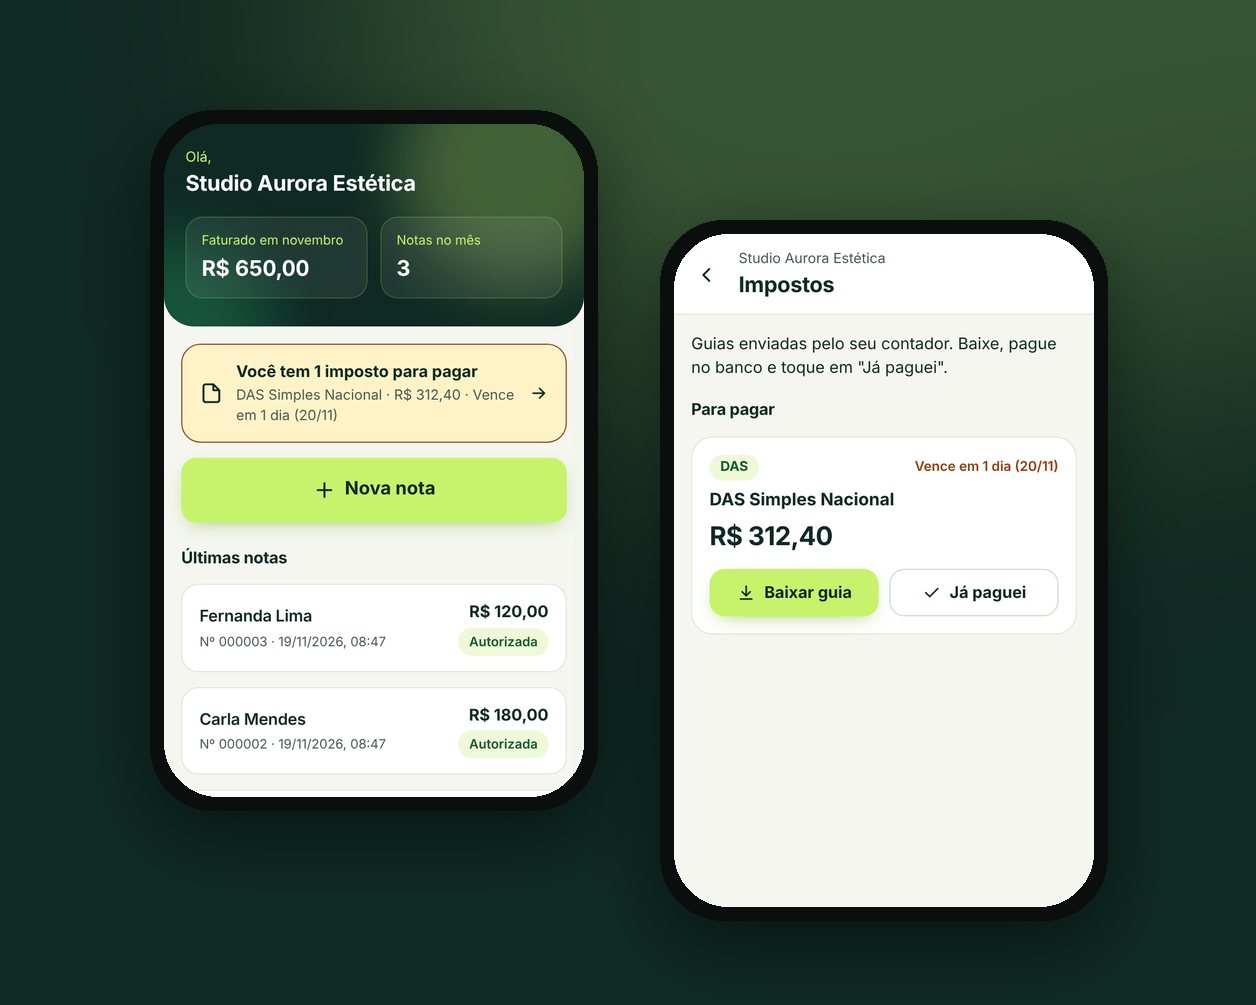 Olá,
Studio Aurora Estética
Faturado em novembro
R$ 650,00
Notas no mês
3
Você tem 1 imposto para pagar
DAS Simples Nacional · R$ 312,40 · Vence
em 1 dia (20/11)
Nova nota
Últimas notas
Fernanda Lima
R$ 120,00
Nº 000003 · 19/11/2026, 08:47
Autorizada
Carla Mendes
R$ 180,00
Nº 000002 · 19/11/2026, 08:47
Autorizada
Studio Aurora Estética
Impostos
Guias enviadas pelo seu contador. Baixe, pague
no banco e toque em "Já paguei".
Para pagar
DAS
Vence em 1 dia (20/11)
DAS Simples Nacional
R$ 312,40
Baixar guia
Já paguei